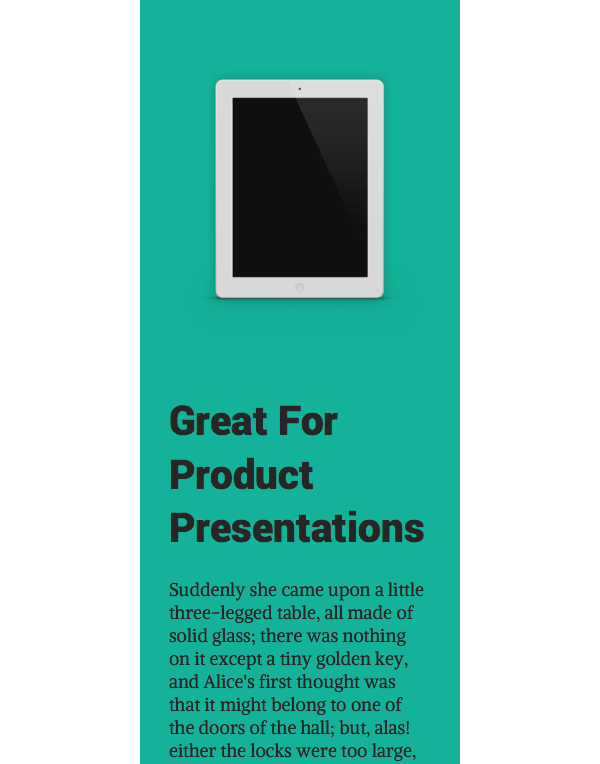 Great For
Product
Presentations
Suddenly she came upon a little
three-legged table, all made of
solid glass; there was nothing
on it except a tiny golden key,
and Alice's first thought was
that it might belong to one of
the doors of the hall; but, alas!
either the locks were too large,